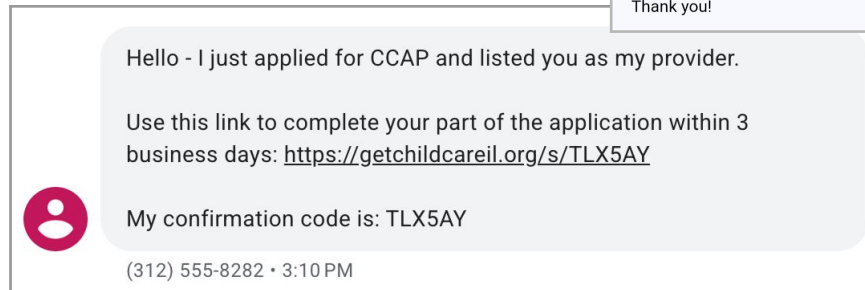 Thank you!
Hello - I just applied for CCAP and listed you as my provider.
Use this link to complete your part of the application within 3
business days: https://getchildcareil.org/s/TLX5AY
My confirmation code is: TLX5AY
(312) 555-8282 • 3:10 PM